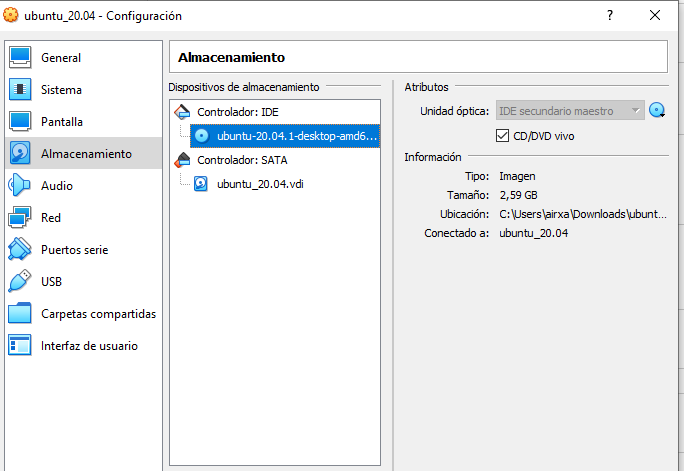 ubuntu_20.04 - Configuración
?
General
Sistema
Pantalla
Almacenamiento
Audio
Red
Puertos serie
USB
Carpetas compartidas
Interfaz de usuario
Almacenamiento
Dispositivos de almacenamiento
Controlador: IDE
ubuntu-20.04.1-desktop-amd6...
Controlador: SATA
ubuntu_20.04.vdi
Atributos
Unidad óptica: IDE secundario maestro
CD/DVD vivo
Información
Tipo: Imagen
Tamaño: 2,59 GB
Ubicación: C:\Users\airxa\Downloads\ubunt...
Conectado a: ubuntu_20.04